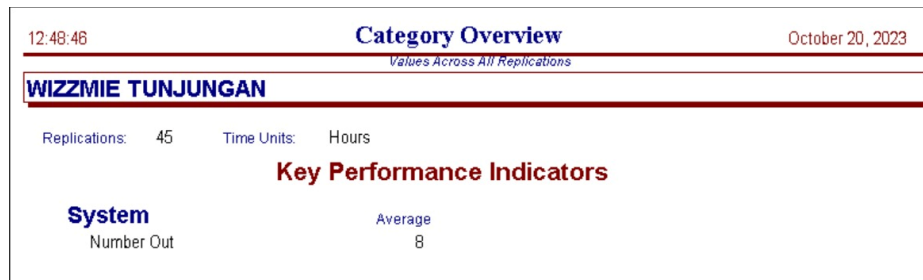 12:48:46 Category Overview October 20, 2023
Values Across All Replications
WIZZMIE TUNJUNGAN
Replications: 45 Time Units: Hours
Key Performance Indicators
System Average
Number Out 8